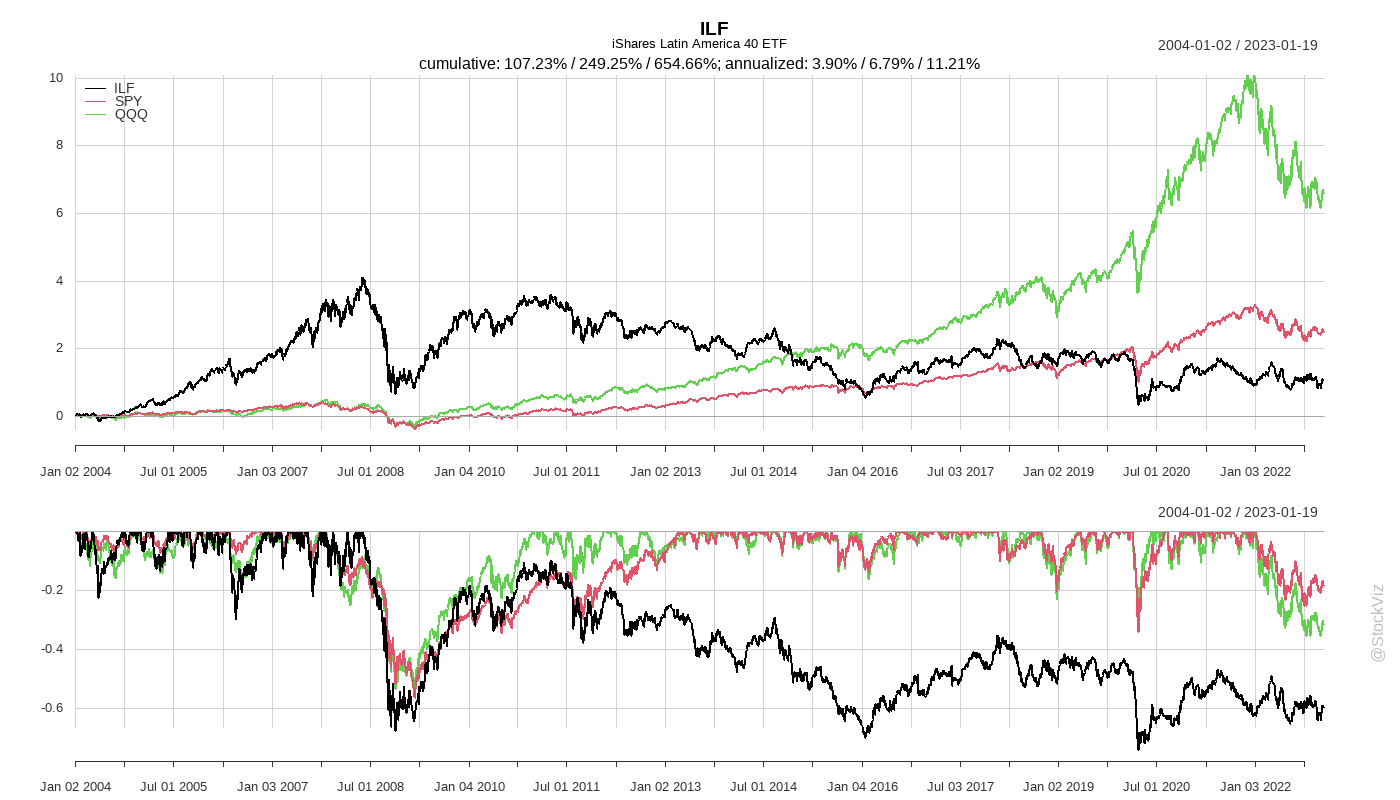 ILF
iShares Latin America 40 ETF
2004-01-02 / 2023-01-19
cumulative: 107.23% / 249.25% / 654.66%; annualized: 3.90% / 6.79% / 11.21%
10
8
6
4
2
0
ILF
SPY
QQQ
Jan 02 2004 Jul 01 2005 Jan 03 2007 Jul 01 2008 Jan 04 2010 Jul 01 2011 Jan 02 2013 Jul 01 2014 Jan 04 2016 Jul 03 2017 Jan 02 2019 Jul 01 2020 Jan 03 2022
2004-01-02 / 2023-01-19
-0.2
-0.4
-0.6
Jan 02 2004 Jul 01 2005 Jan 03 2007 Jul 01 2008 Jan 04 2010 Jul 01 2011 Jan 02 2013 Jul 01 2014 Jan 04 2016 Jul 03 2017 Jan 02 2019 Jul 01 2020 Jan 03 2022
@StockViz